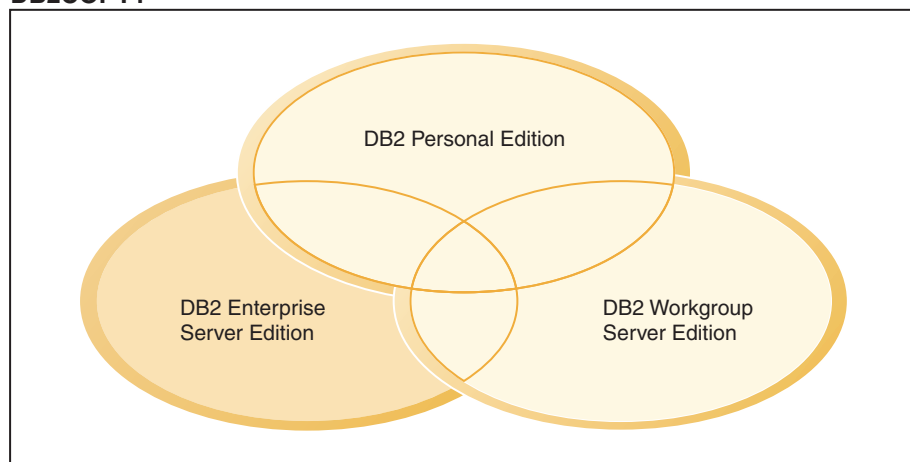 DB2 Personal Edition
DB2 Enterprise
Server Edition
DB2 Workgroup
Server Edition